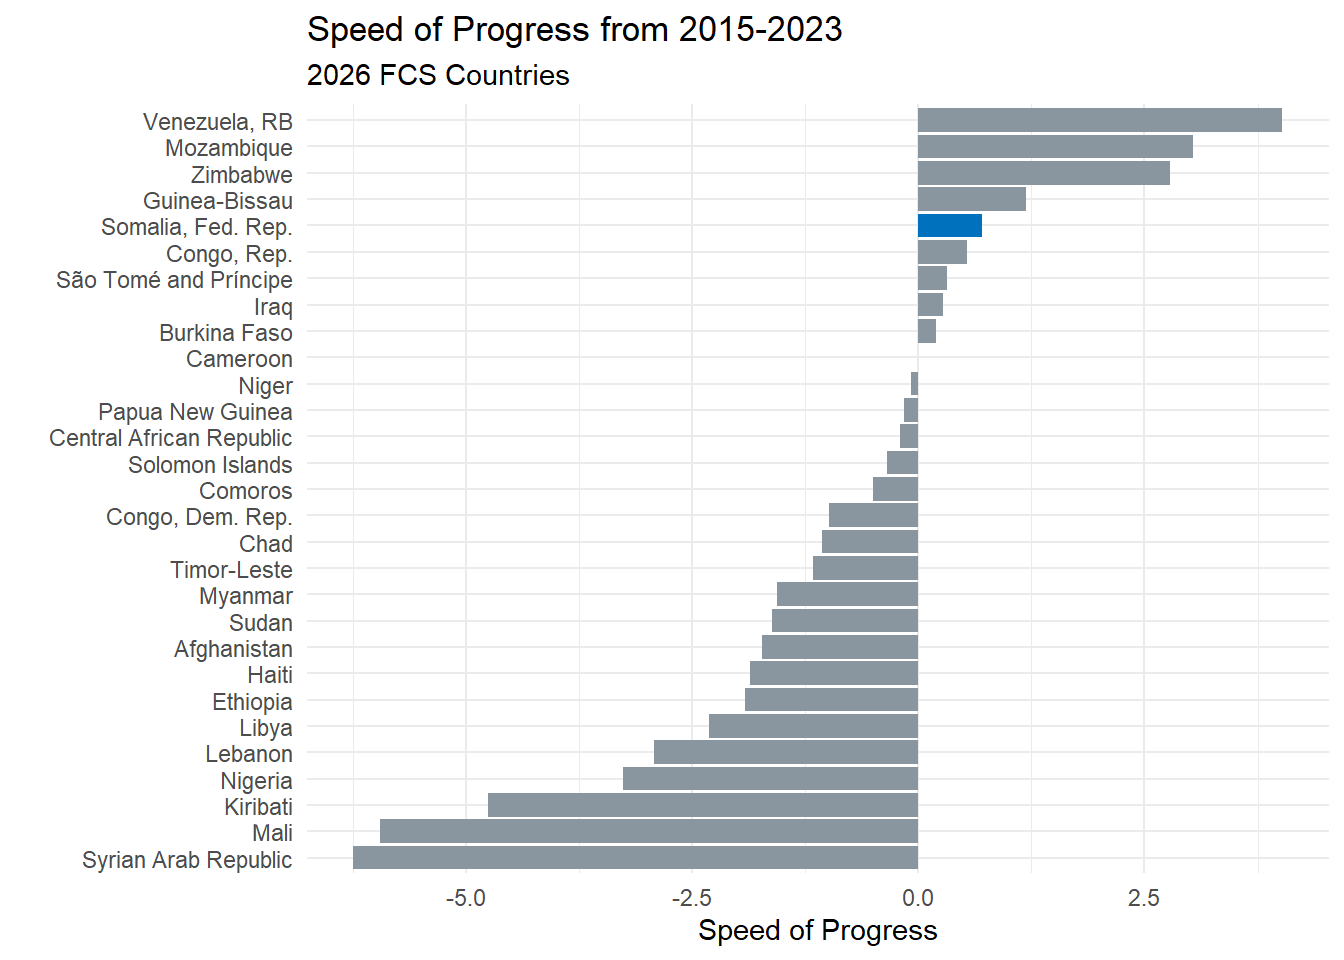 Speed of Progress from 2015-2023
2026 FCS Countries
Venezuela, RB
Mozambique
Zimbabwe
Guinea-Bissau
Somalia, Fed. Rep.
Congo, Rep.
São Tomé and Príncipe
Iraq
Burkina Faso
Cameroon
Niger
Papua New Guinea
Central African Republic
Solomon Islands
Comoros
Congo, Dem. Rep.
Chad
Timor-Leste
Myanmar
Sudan
Afghanistan
Haiti
Ethiopia
Libya
Lebanon
Nigeria
Kiribati
Mali
Syrian Arab Republic
-5.0 -2.5 0.0 2.5
Speed of Progress